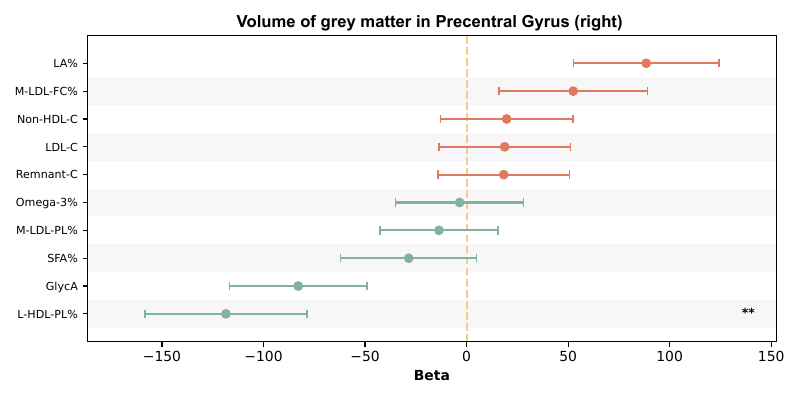 Volume of grey matter in Precentral Gyrus (right)
LA%
M-LDL-FC%
Non-HDL-C
LDL-C
Remnant-C
Omega-3%
M-LDL-PL%
SFA%
GlycA
L-HDL-PL% **
−150 −100 −50 0 50 100 150
Beta